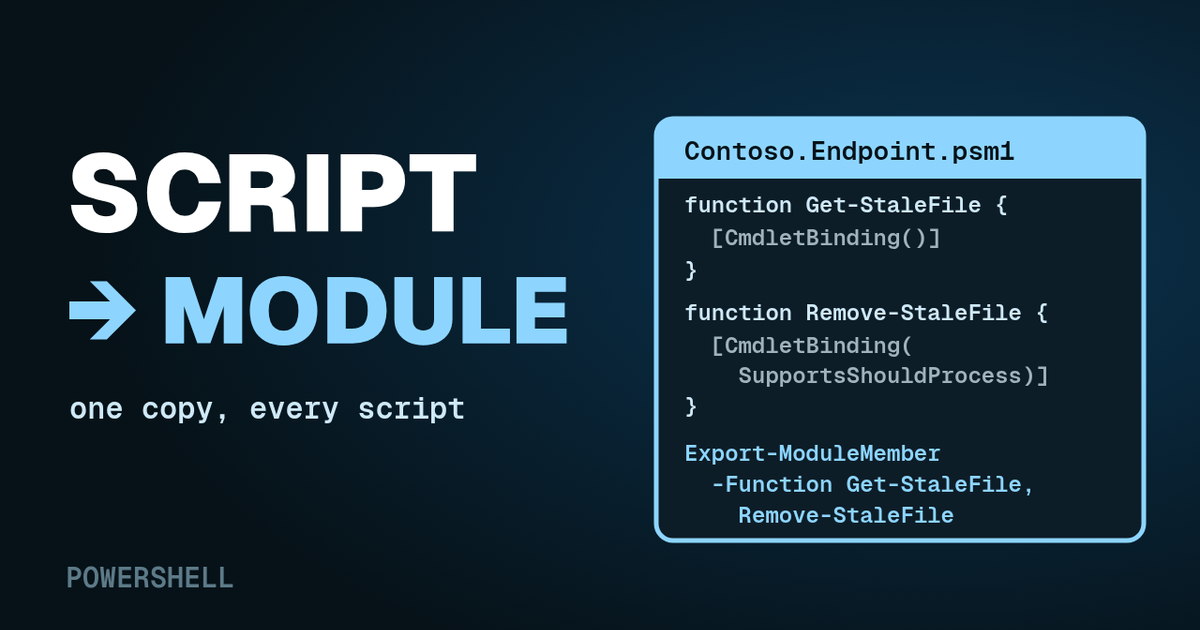 SCRIPT
→ MODULE
one copy, every script
POWERSHELL
Contoso.Endpoint.psm1
function Get-StaleFile {
[CmdletBinding()]
}
function Remove-StaleFile {
[CmdletBinding(
SupportsShouldProcess)]
}
Export-ModuleMember
-Function Get-StaleFile,
Remove-StaleFile